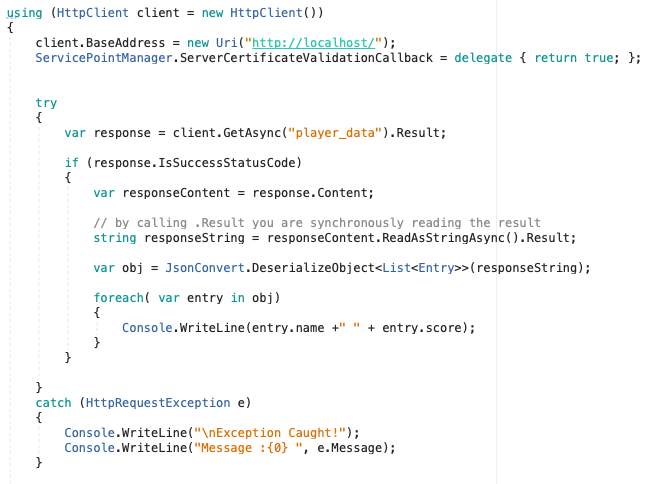 using (HttpClient client = new HttpClient())
{
client.BaseAddress = new Uri("http://localhost/");
ServicePointManager.ServerCertificateValidationCallback = delegate { return true; };
try
{
var response = client.GetAsync("player_data").Result;
if (response.IsSuccessStatusCode)
{
var responseContent = response.Content;
// by calling .Result you are synchronously reading the result
string responseString = responseContent.ReadAsStringAsync().Result;
var obj = JsonConvert.DeserializeObject<List<Entry>>(responseString);
foreach( var entry in obj)
{
Console.WriteLine(entry.name +" " + entry.score);
}
}
}
catch (HttpRequestException e)
{
Console.WriteLine("\nException Caught!");
Console.WriteLine("Message :{0} ", e.Message);
}